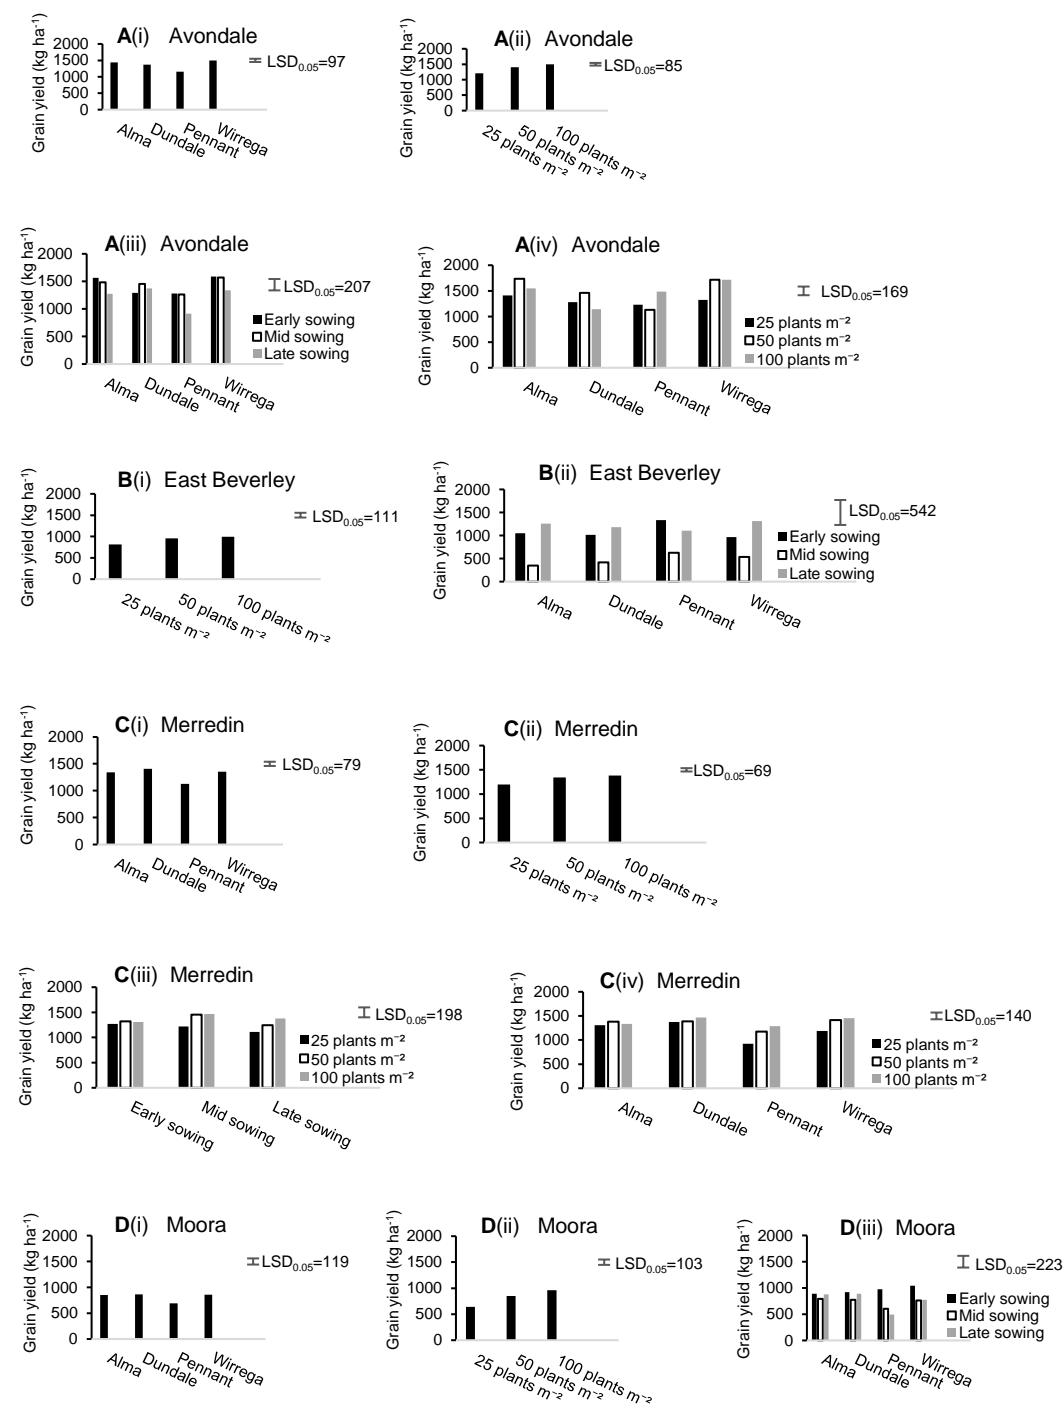 A(i) Avondale
Grain yield (kg ha⁻¹)
2000
1500
1000
500
0
LSD₀.₀₅=97
Alma
Dundale
Pennant
Wirrega
A(ii) Avondale
Grain yield (kg ha⁻¹)
2000
1500
1000
500
0
LSD₀.₀₅=85
25 plants m⁻²
50 plants m⁻²
100 plants m⁻²
A(iii) Avondale
Grain yield (kg ha⁻¹)
2000
1500
1000
500
0
LSD₀.₀₅=207
Early sowing
Mid sowing
Late sowing
Alma
Dundale
Pennant
Wirrega
A(iv) Avondale
Grain yield (kg ha⁻¹)
2000
1500
1000
500
0
LSD₀.₀₅=169
25 plants m⁻²
50 plants m⁻²
100 plants m⁻²
Alma
Dundale
Pennant
Wirrega
B(i) East Beverley
Grain yield (kg ha⁻¹)
2000
1500
1000
500
0
LSD₀.₀₅=111
25 plants m⁻²
50 plants m⁻²
100 plants m⁻²
B(ii) East Beverley
Grain yield (kg ha⁻¹)
2000
1500
1000
500
0
LSD₀.₀₅=542
Early sowing
Mid sowing
Late sowing
Alma
Dundale
Pennant
Wirrega
C(i) Merredin
Grain yield (kg ha⁻¹)
2000
1500
1000
500
0
LSD₀.₀₅=79
Alma
Dundale
Pennant
Wirrega
C(ii) Merredin
Grain yield (kg ha⁻¹)
2000
1500
1000
500
0
LSD₀.₀₅=69
25 plants m⁻²
50 plants m⁻²
100 plants m⁻²
C(iii) Merredin
Grain yield (kg ha⁻¹)
2000
1500
1000
500
0
LSD₀.₀₅=198
25 plants m⁻²
50 plants m⁻²
100 plants m⁻²
Early sowing
Mid sowing
Late sowing
C(iv) Merredin
Grain yield (kg ha⁻¹)
2000
1500
1000
500
0
LSD₀.₀₅=140
25 plants m⁻²
50 plants m⁻²
100 plants m⁻²
Alma
Dundale
Pennant
Wirrega
D(i) Moora
Grain yield (kg ha⁻¹)
2000
1500
1000
500
0
LSD₀.₀₅=119
Alma
Dundale
Pennant
Wirrega
D(ii) Moora
Grain yield (kg ha⁻¹)
2000
1500
1000
500
0
LSD₀.₀₅=103
25 plants m⁻²
50 plants m⁻²
100 plants m⁻²
D(iii) Moora
Grain yield (kg ha⁻¹)
2000
1500
1000
500
0
LSD₀.₀₅=223
Early sowing
Mid sowing
Late sowing
Alma
Dundale
Pennant
Wirrega